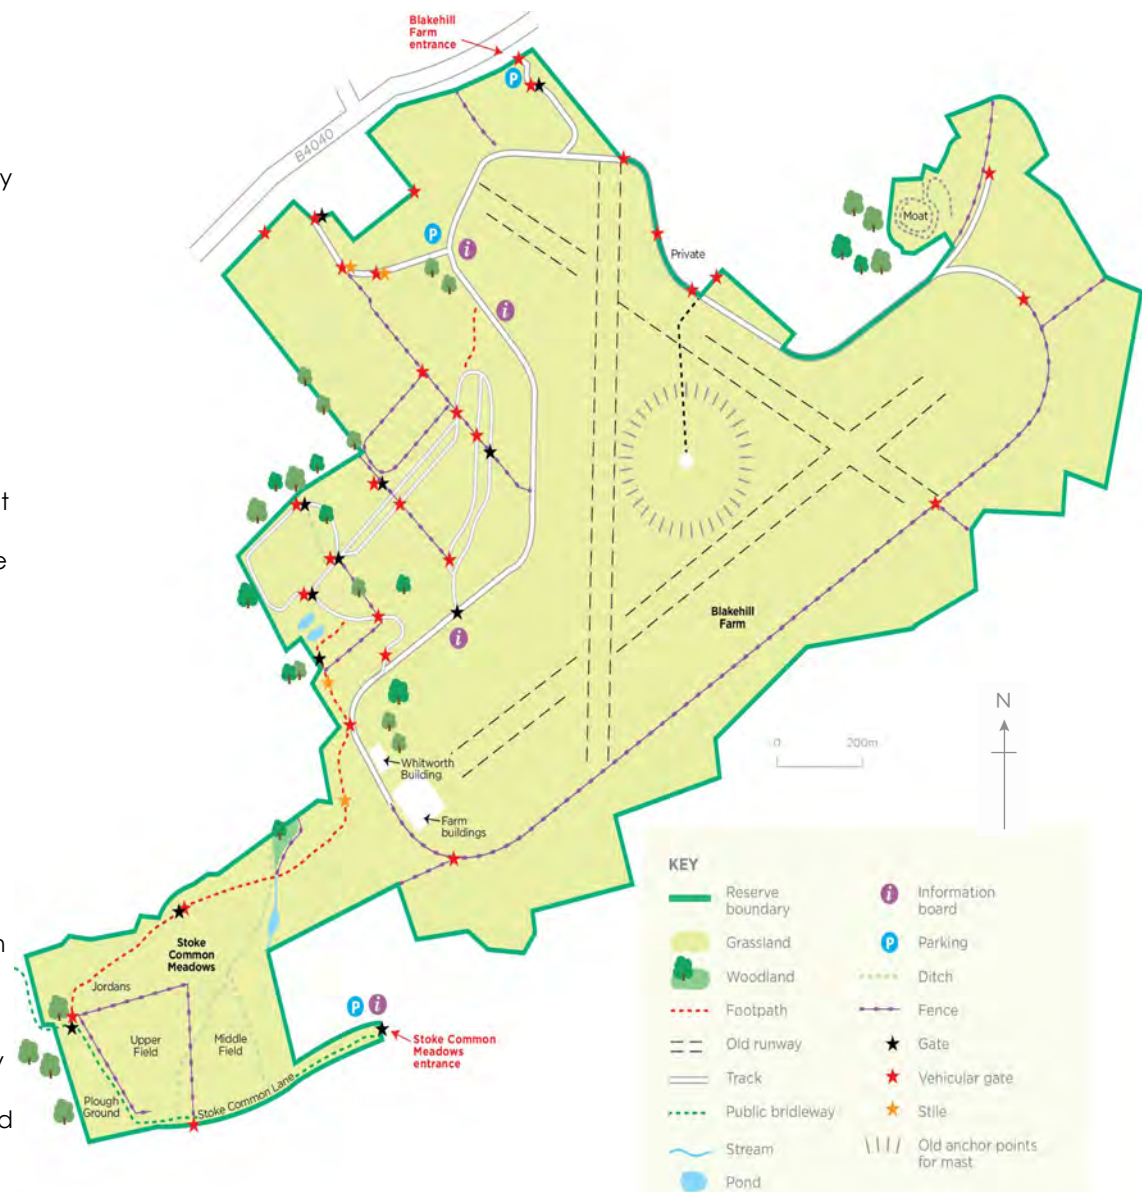 Blakehill
Farm
entrance
P
B4040
y
Moat
P
i
Private
i
t
e
Blakehill
Farm
i
N
0 200m
Whitworth
Building
Farm
buildings
KEY
Reserve
boundary
Grassland
Woodland
Footpath
Old runway
Track
Public bridleway
Stream
Pond
i Information
board
P Parking
Ditch
Fence
Gate
Vehicular gate
Stile
Old anchor points
for mast
n
Stoke
Common
Meadows
Jordans
P i
Upper
Field
Middle
Field
Stoke Common
Meadows
entrance
y
Plough
Ground
Stoke Common Lane
d